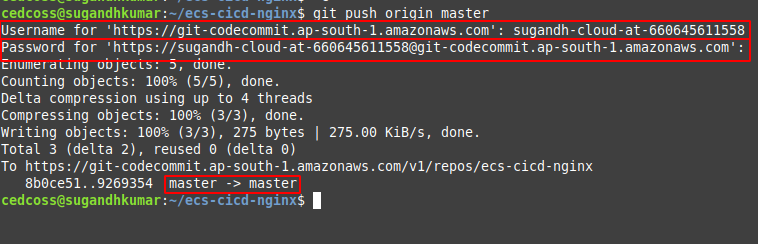 cedcoss@sugandhkumar:~/ecs-cicd-nginx$ git push origin master
Username for 'https://git-codecommit.ap-south-1.amazonaws.com': sugandh-cloud-at-660645611558
Password for 'https://sugandh-cloud-at-660645611558@git-codecommit.ap-south-1.amazonaws.com':
Enumerating objects: 5, done.
Counting objects: 100% (5/5), done.
Delta compression using up to 4 threads
Compressing objects: 100% (3/3), done.
Writing objects: 100% (3/3), 275 bytes | 275.00 KiB/s, done.
Total 3 (delta 2), reused 0 (delta 0)
To https://git-codecommit.ap-south-1.amazonaws.com/v1/repos/ecs-cicd-nginx
8b0ce51..9269354 master -> master
cedcoss@sugandhkumar:~/ecs-cicd-nginx$